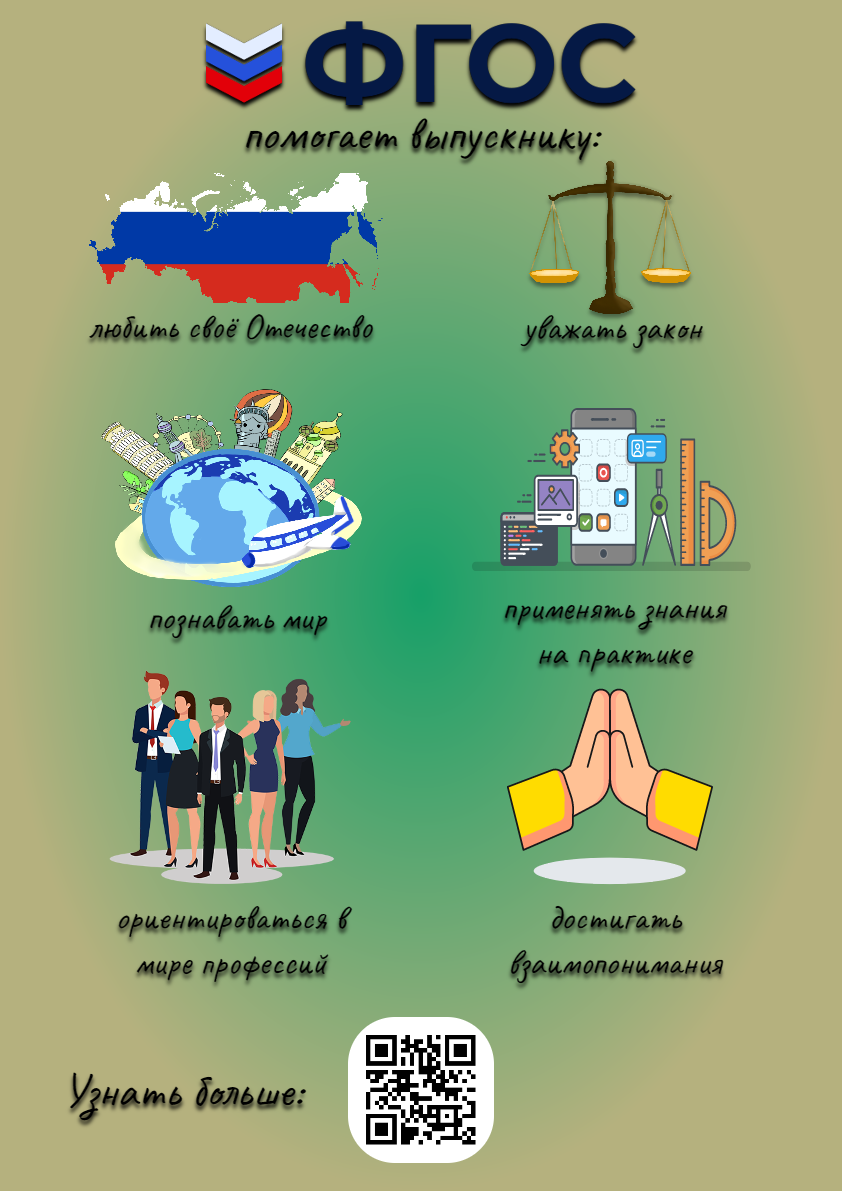 ФГОС
помогает выпускнику:
любить своё Отечество
уважать закон
познавать мир
применять знания
на практике
ориентироваться в
мире профессий
достигать
взаимопонимания
Узнать больше: